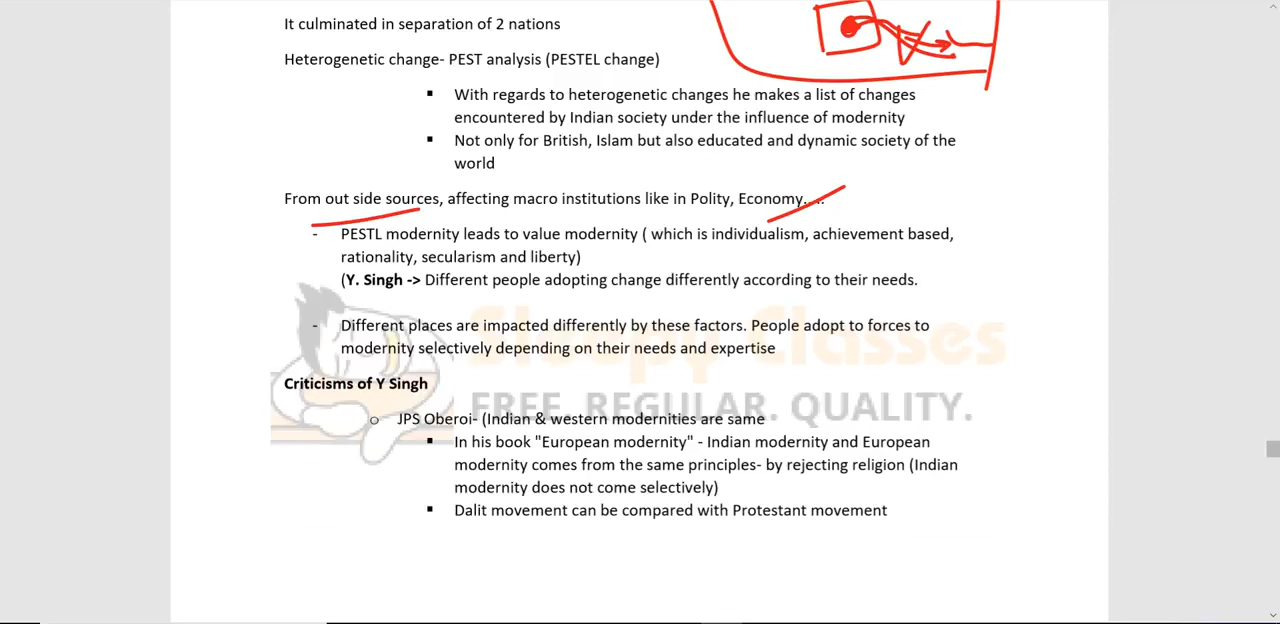 It culminated in separation of 2 nations
Heterogenetic change- PEST analysis (PESTEL change)
▪ With regards to heterogenetic changes he makes a list of changes
encountered by Indian society under the influence of modernity
▪ Not only for British, Islam but also educated and dynamic society of the
world
From out side sources, affecting macro institutions like in Polity, Economy.....
- PESTL modernity leads to value modernity ( which is individualism, achievement based,
rationality, secularism and liberty)
(Y. Singh -> Different people adopting change differently according to their needs.
- Different places are impacted differently by these factors. People adopt to forces to
modernity selectively depending on their needs and expertise
Sleepy Classes
Criticisms of Y Singh
FREE. REGULAR. QUALITY.
o JPS Oberoi- (Indian & western modernities are same
▪ In his book "European modernity" - Indian modernity and European
modernity comes from the same principles- by rejecting religion (Indian
modernity does not come selectively)
▪ Dalit movement can be compared with Protestant movement